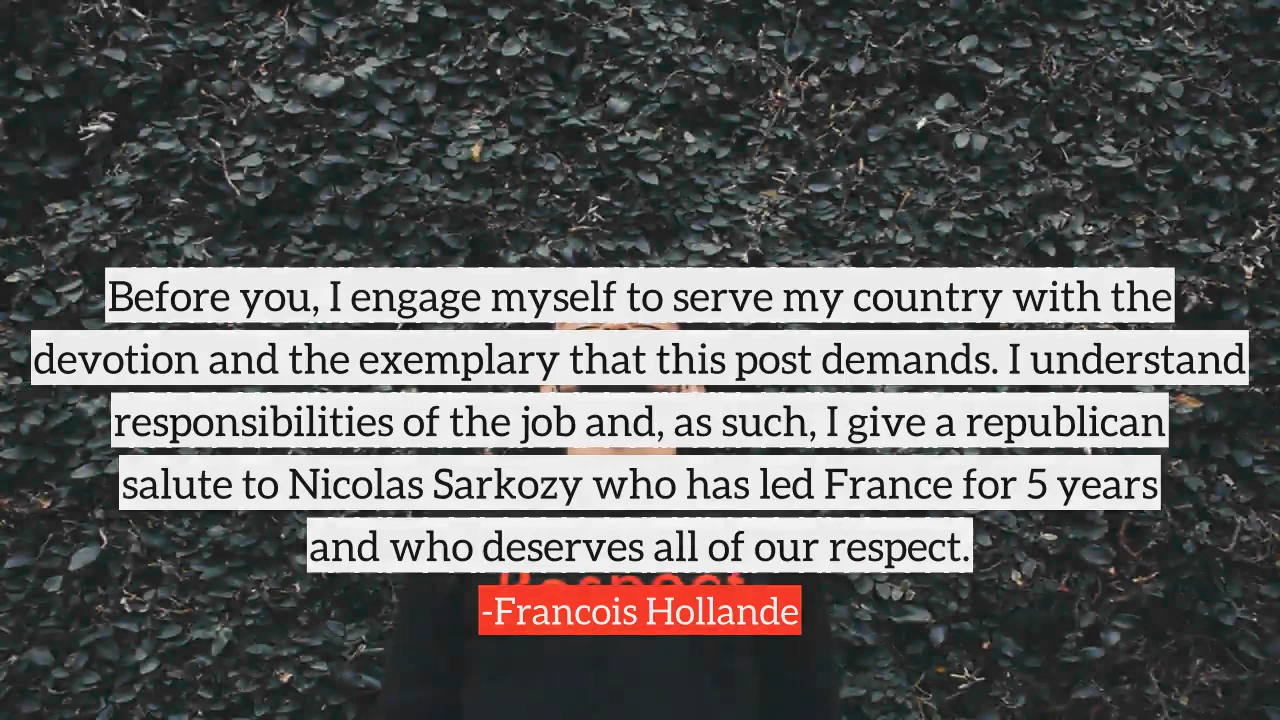 Before you, I engage myself to serve my country with the
devotion and the exemplary that this post demands. I understand
responsibilities of the job and, as such, I give a republican
salute to Nicolas Sarkozy who has led France for 5 years
and who deserves all of our respect.
Respect
-Francois Hollande